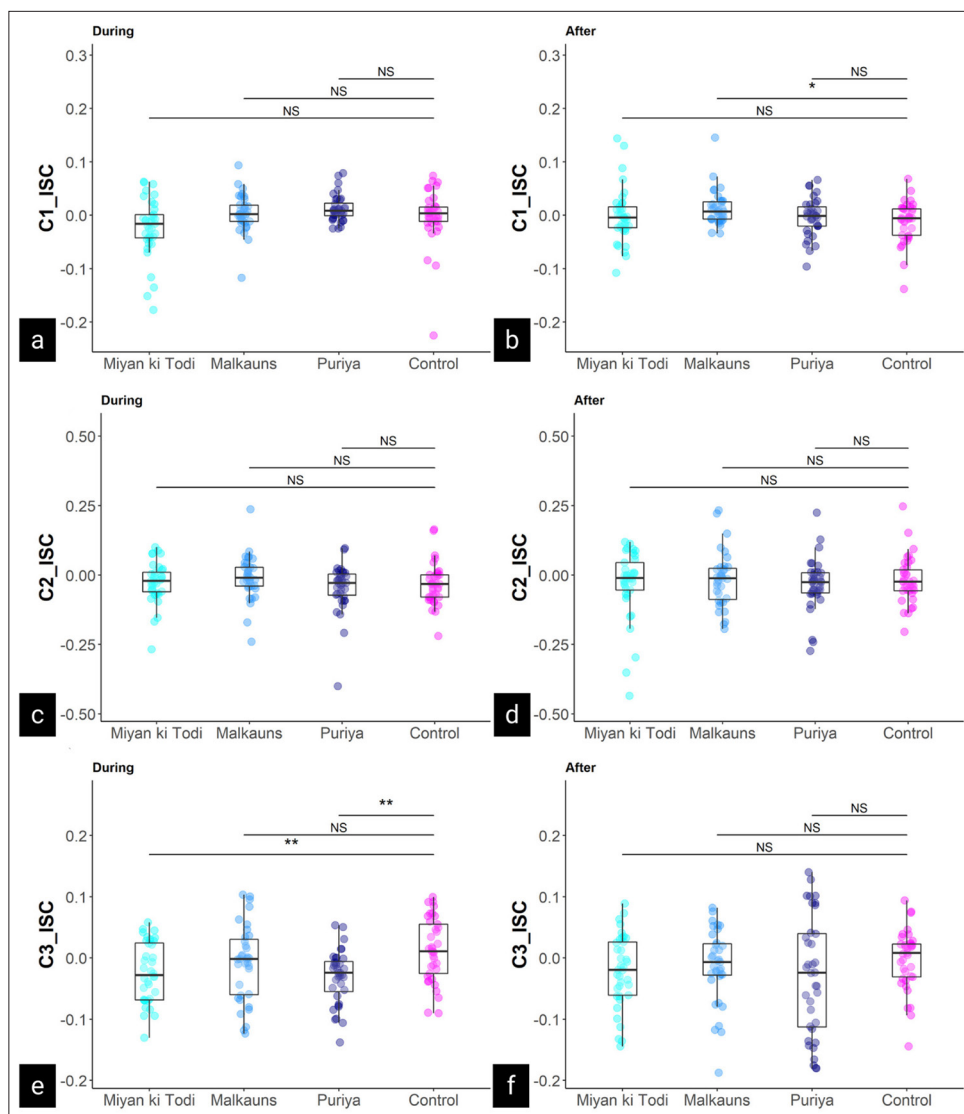 During
0.3
NS
0.2
NS
NS
0.1
C1_ISC
0.0
-0.1
-0.2
a
Miyan ki Todi Malkauns Puriya Control
After
0.3
NS
*
0.2
NS
0.1
C1_ISC
0.0
-0.1
-0.2
b
Miyan ki Todi Malkauns Puriya Control
During
0.50
NS
NS
NS
0.25
C2_ISC
0.00
-0.25
-0.50
c
Miyan ki Todi Malkauns Puriya Control
After
0.50
NS
NS
NS
0.25
C2_ISC
0.00
-0.25
-0.50
d
Miyan ki Todi Malkauns Puriya Control
During
**
0.2
NS
**
0.1
C3_ISC
0.0
-0.1
-0.2
e
Miyan ki Todi Malkauns Puriya Control
After
NS
0.2
NS
NS
0.1
C3_ISC
0.0
-0.1
-0.2
f
Miyan ki Todi Malkauns Puriya Control